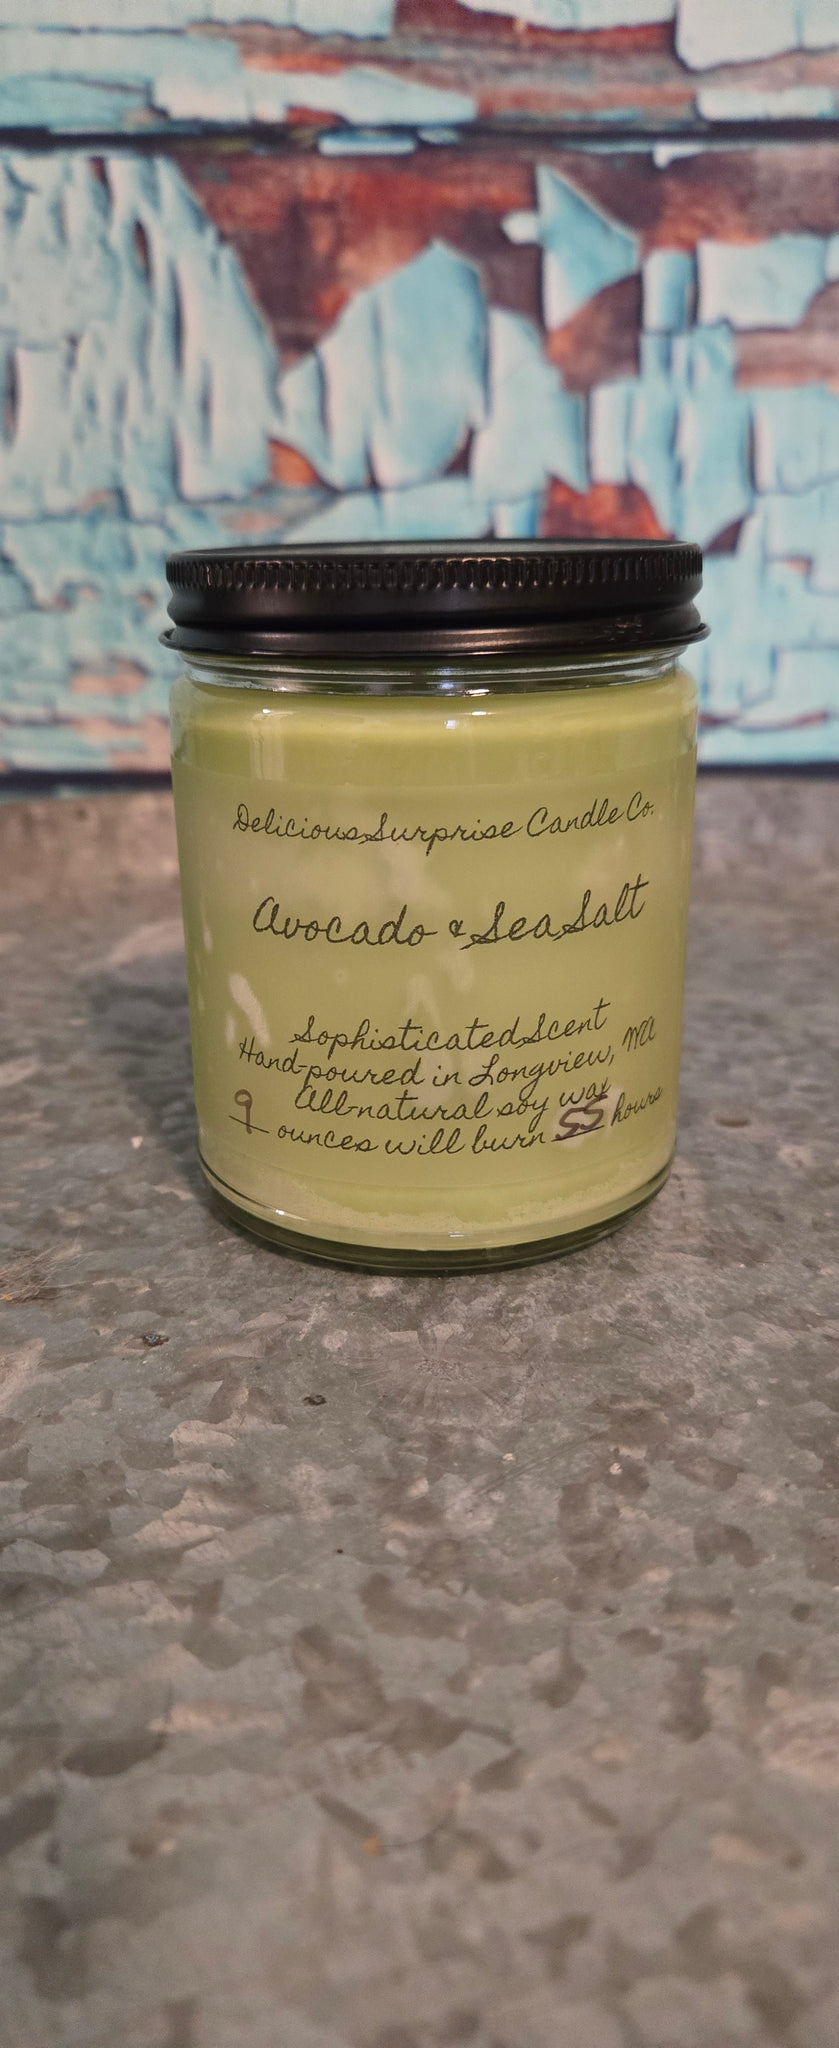 Delicious Surprise Candle Co.
Avocado & Sea Salt
Sophisticated Scent
Hand-poured in Longview, WA
All-natural soy wax
9 ounces will burn 55 hours